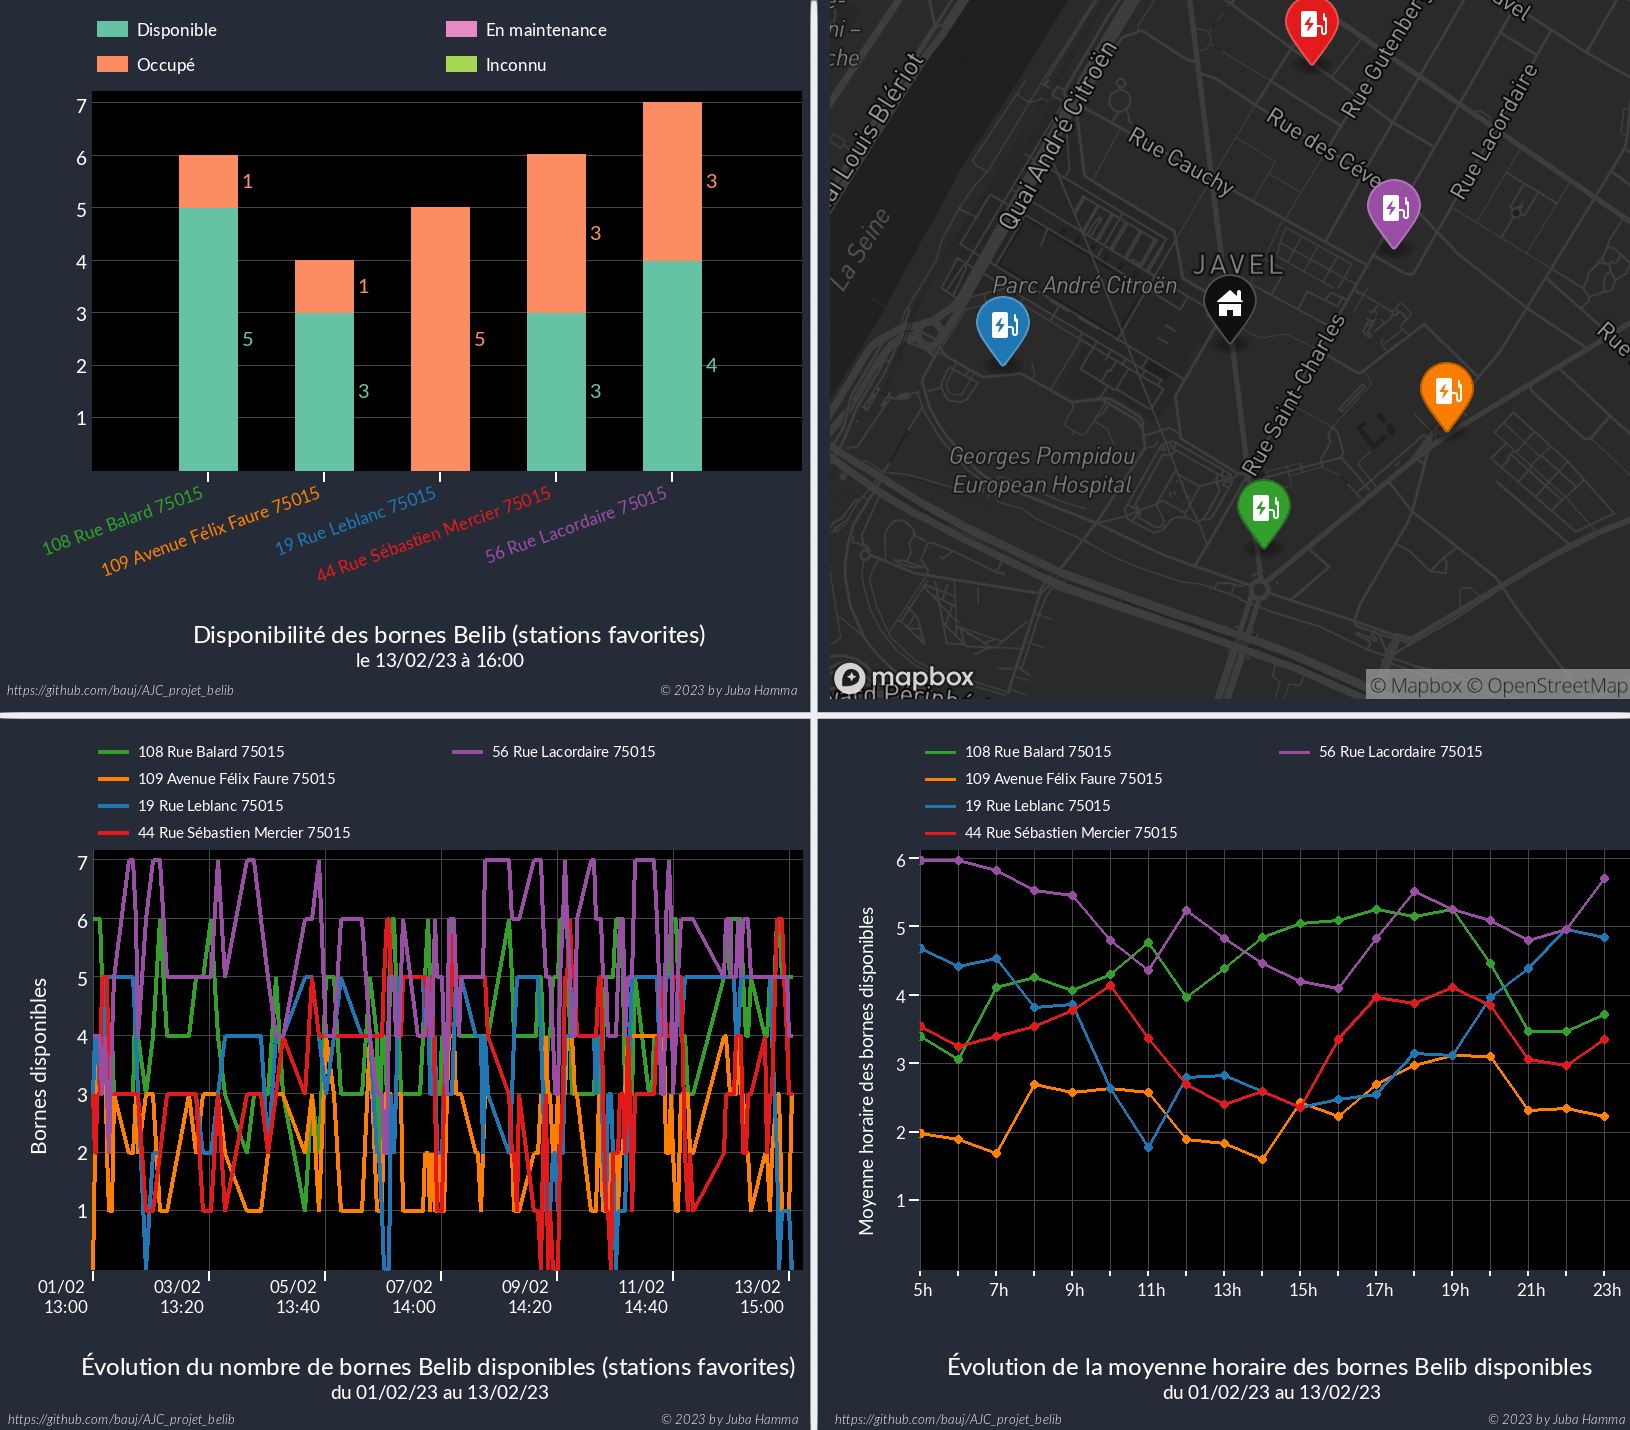 Disponible
En maintenance
Occupé
Inconnu
7
6
5
4
3
2
1
1
5
1
3
5
3
3
3
4
108 Rue Balard 75015
109 Avenue Félix Faure 75015
19 Rue Leblanc 75015
44 Rue Sébastien Mercier 75015
56 Rue Lacordaire 75015
Disponibilité des bornes Belib (stations favorites)
le 13/02/23 à 16:00
https://github.com/bauj/AJC_projet_belib
© 2023 by Juba Hamma
Louis Blériot
Quai André Citroën
La Seine
Rue Cauchy
Rue des Céve
Rue Gutenberg
Rue Lacordaire
JAVEL
Parc André Citroën
Rue Saint-Charles
Rue
Georges Pompidou
European Hospital
mapbox
© Mapbox © OpenStreetMap
108 Rue Balard 75015
56 Rue Lacordaire 75015
109 Avenue Félix Faure 75015
19 Rue Leblanc 75015
44 Rue Sébastien Mercier 75015
Bornes disponibles
7
6
5
4
3
2
1
01/02
13:00
03/02
13:20
05/02
13:40
07/02
14:00
09/02
14:20
11/02
14:40
13/02
15:00
Évolution du nombre de bornes Belib disponibles (stations favorites)
du 01/02/23 au 13/02/23
https://github.com/bauj/AJC_projet_belib
© 2023 by Juba Hamma
108 Rue Balard 75015
56 Rue Lacordaire 75015
109 Avenue Félix Faure 75015
19 Rue Leblanc 75015
44 Rue Sébastien Mercier 75015
Moyenne horaire des bornes disponibles
6
5
4
3
2
1
5h
7h
9h
11h
13h
15h
17h
19h
21h
23h
Évolution de la moyenne horaire des bornes Belib disponibles
du 01/02/23 au 13/02/23
https://github.com/bauj/AJC_projet_belib
© 2023 by Juba Hamma